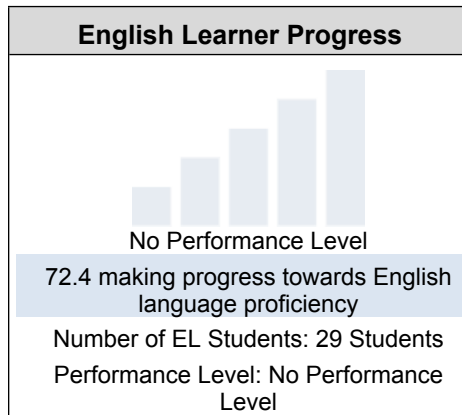 English Learner Progress
No Performance Level
72.4 making progress towards English
language proficiency
Number of EL Students: 29 Students
Performance Level: No Performance
Level